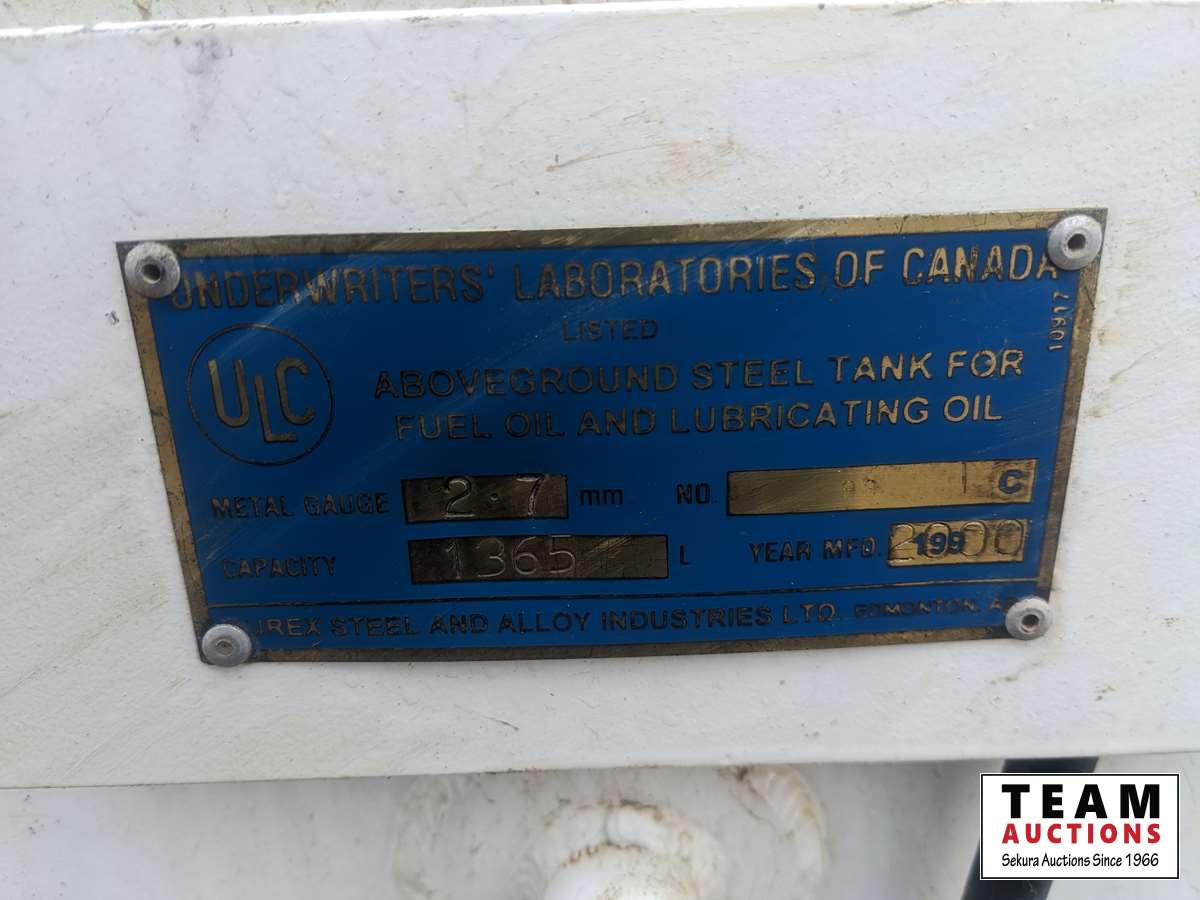 UNDERWRITERS' LABORATORIES OF CANADA
LISTED
10917
ULC
ABOVEGROUND STEEL TANK FOR
FUEL OIL AND LUBRICATING OIL
METAL GAUGE 2.7 mm NO. C
CAPACITY 1365 L YEAR MFD. 2000
STEEL AND ALLOY INDUSTRIES LTD. EDMONTON,
TEAM
AUCTIONS
Sekura Auctions Since 1966